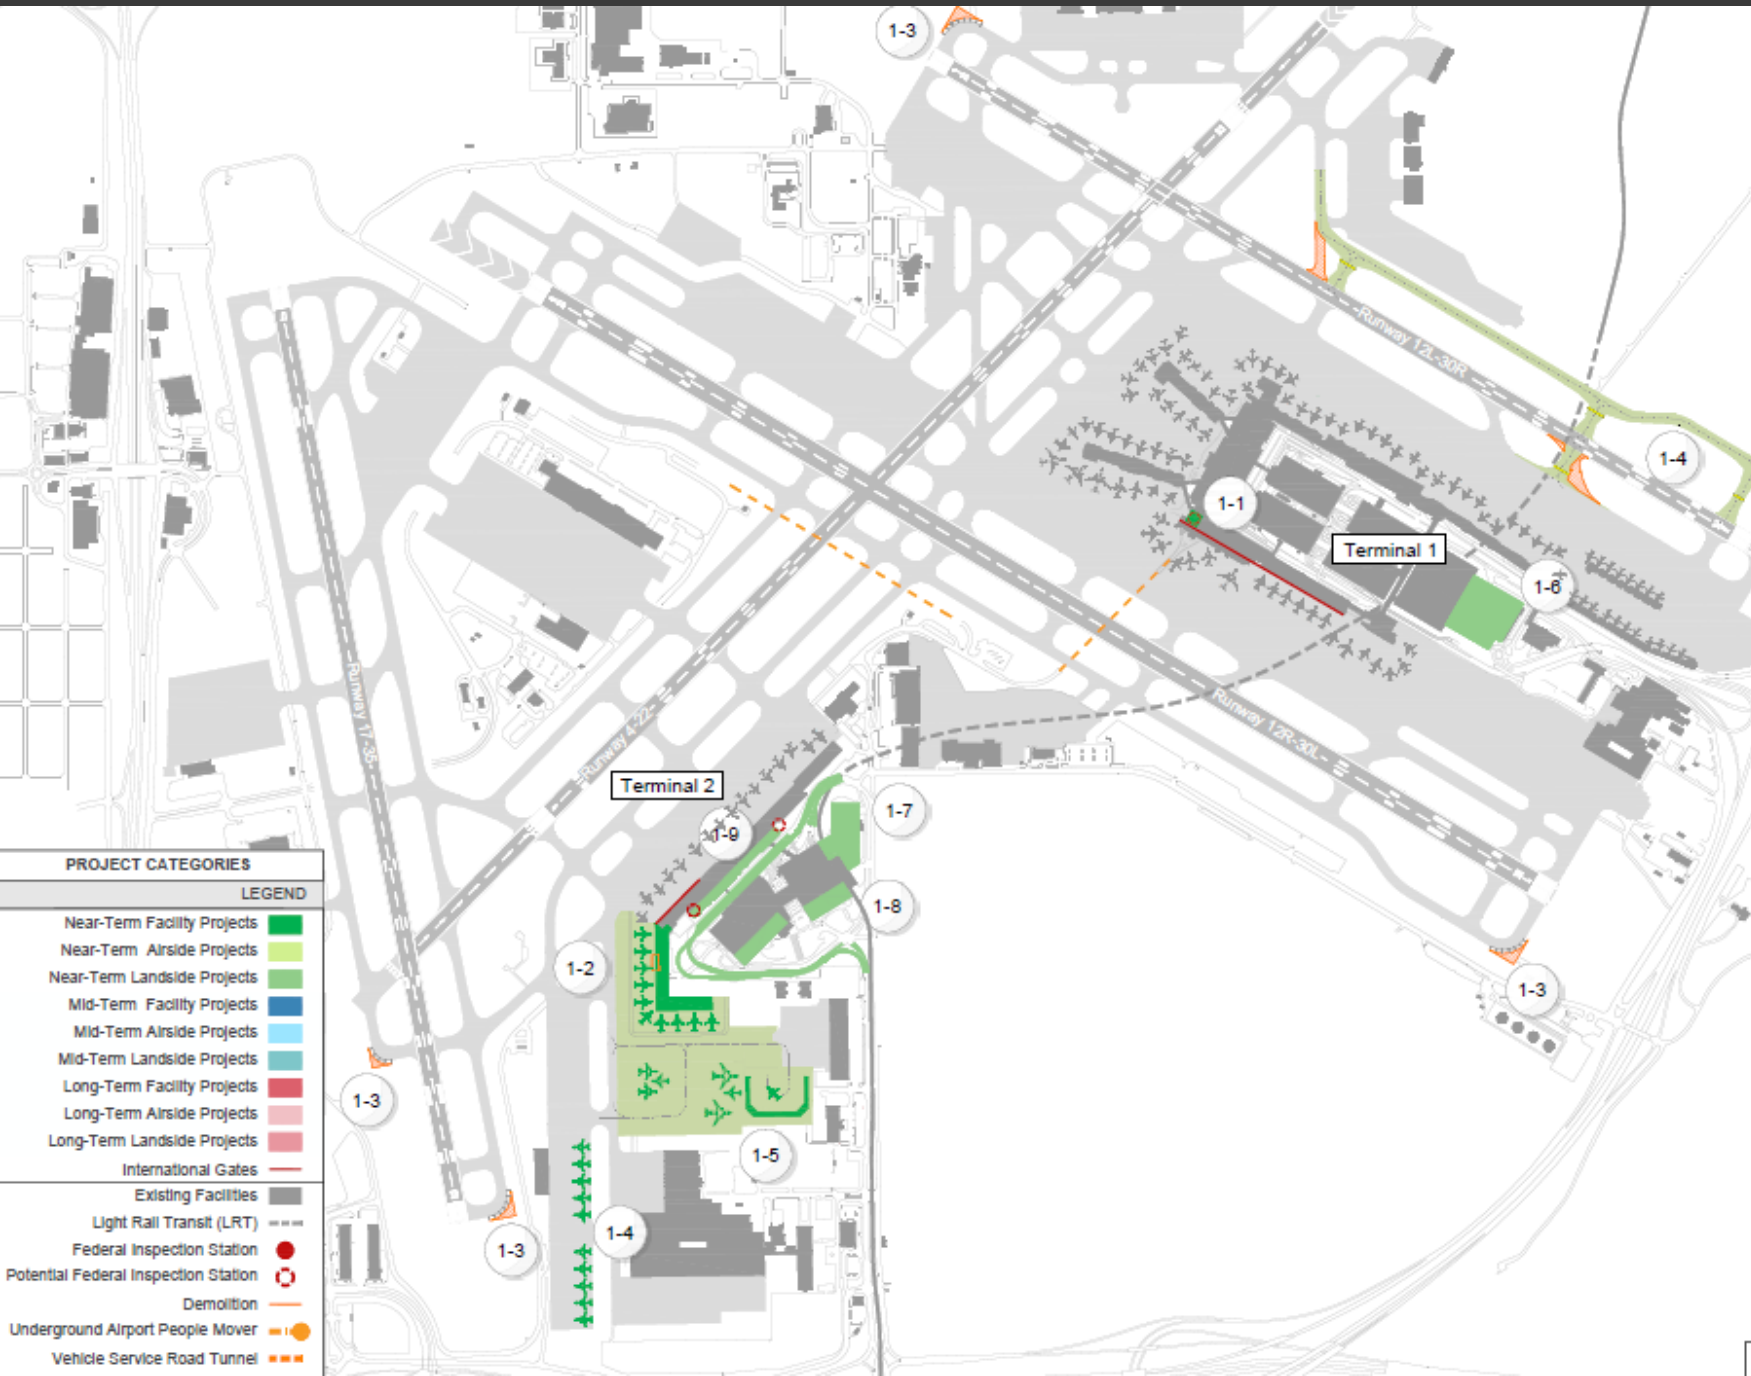 1-3
Runway 12L-30R
1-4
1-1
Terminal 1
1-6
Runway 17-35
Runway 4-22
Runway 12R-30L
Terminal 2
1-9
1-7
1-8
1-2
1-3
1-3
1-5
1-4
1-3
PROJECT CATEGORIES
LEGEND
Near-Term Facility Projects
Near-Term Airside Projects
Near-Term Landside Projects
Mid-Term Facility Projects
Mid-Term Airside Projects
Mid-Term Landside Projects
Long-Term Facility Projects
Long-Term Airside Projects
Long-Term Landside Projects
International Gates
Existing Facilities
Light Rail Transit (LRT)
Federal Inspection Station
Potential Federal Inspection Station
Demolition
Underground Airport People Mover
Vehicle Service Road Tunnel